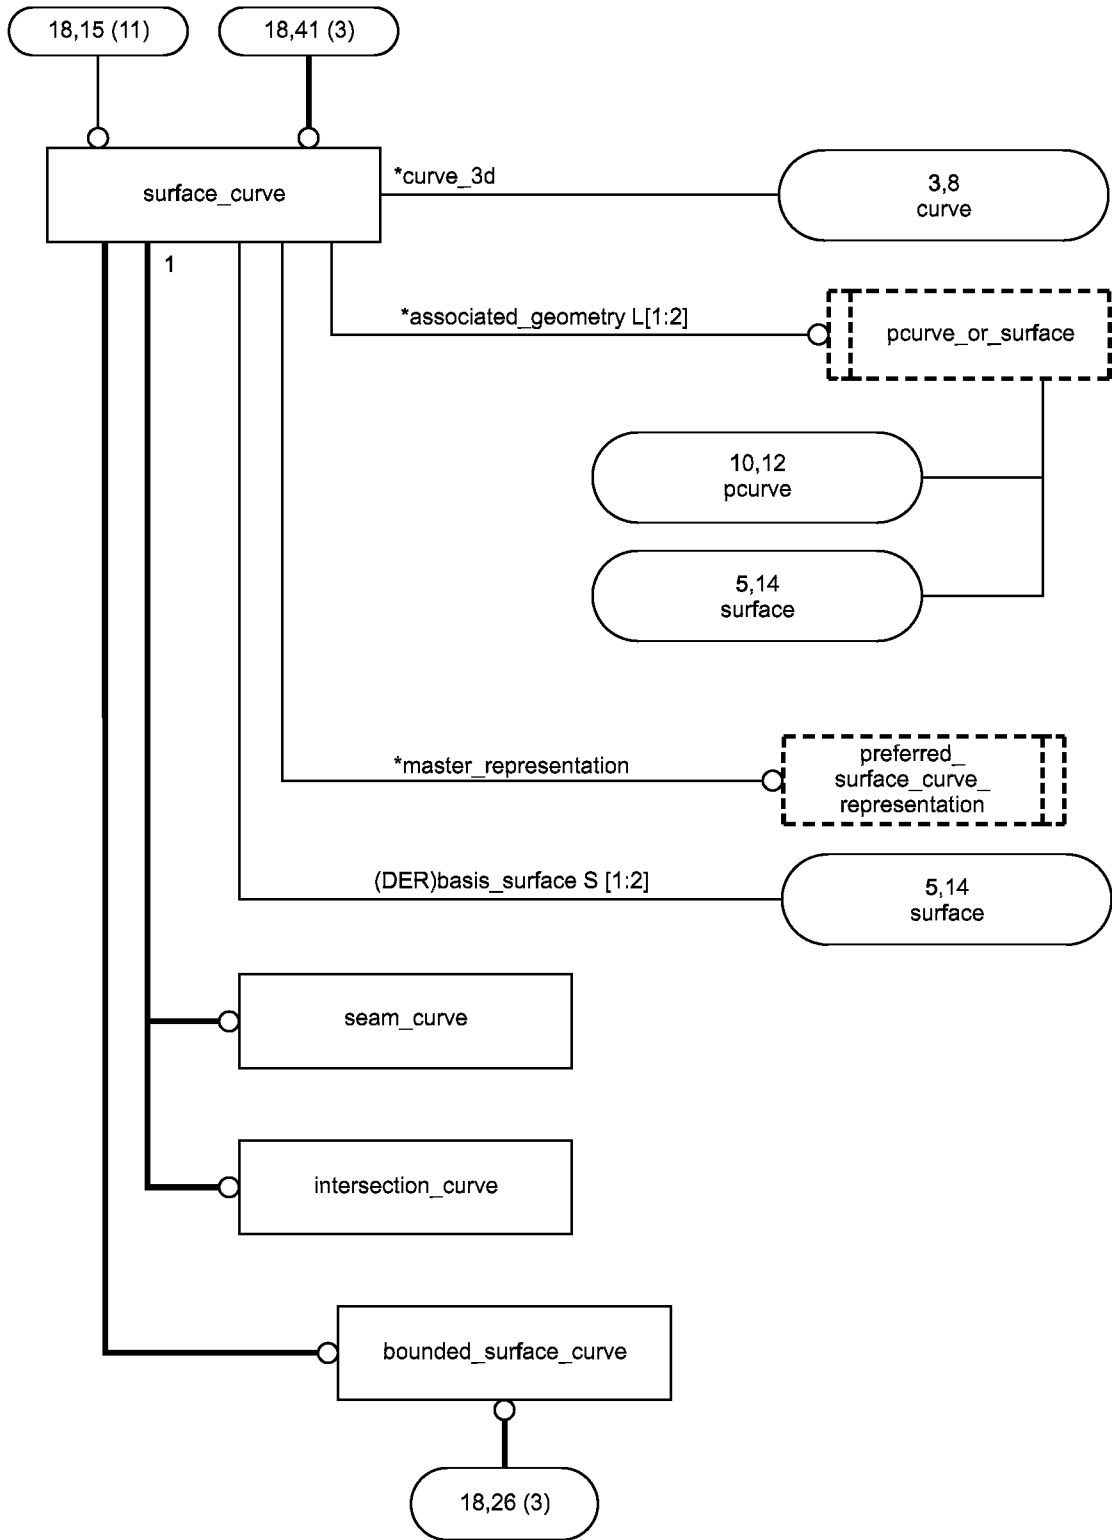 18,15 (11)
18,41 (3)
surface_curve
*curve_3d
3,8
curve
1
*associated_geometry L[1:2]
pcurve_or_surface
10,12
pcurve
5,14
surface
*master_representation
preferred_
surface_curve_
representation
(DER)basis_surface S [1:2]
5,14
surface
seam_curve
intersection_curve
bounded_surface_curve
18,26 (3)